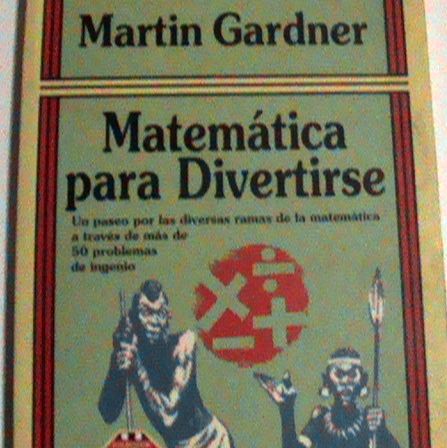 Martin Gardner
Matemática
para Divertirse
Un paseo por las diversas ramas de la matemática
a través de más de
50 problemas
de ingenio